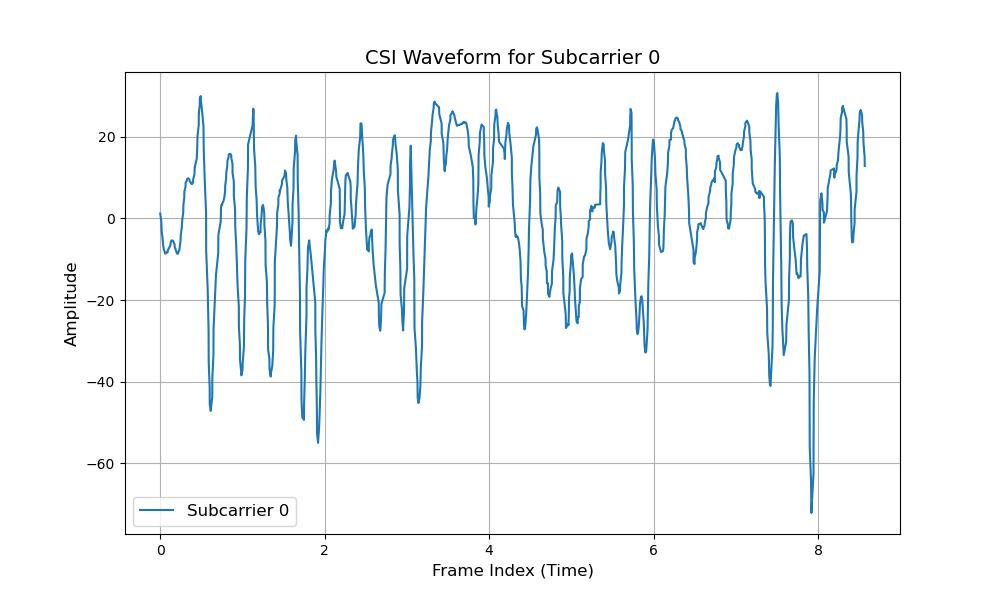 CSI Waveform for Subcarrier 0
Amplitude
20
0
−20
−40
−60
Subcarrier 0
0 2 4 6 8
Frame Index (Time)